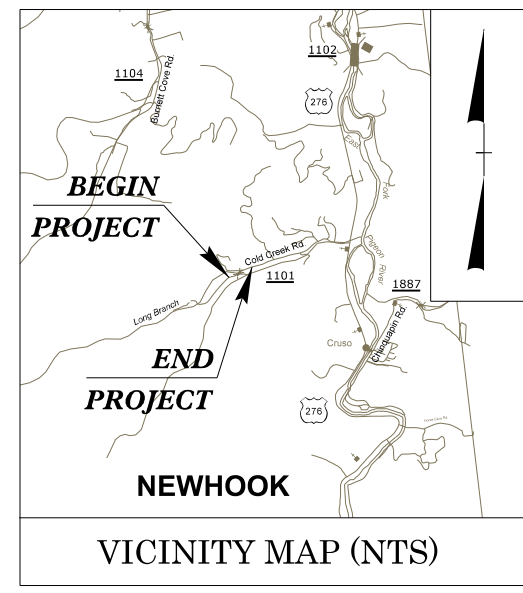 1102
1104
Burnett Cove Rd.
276
East
Fork
Pigeon
River
BEGIN
PROJECT
Cold Creek Rd.
1101
1887
Long Branch
Chinquapin Rd.
Cruso
END
PROJECT
276
NEWHOOK
VICINITY MAP (NTS)